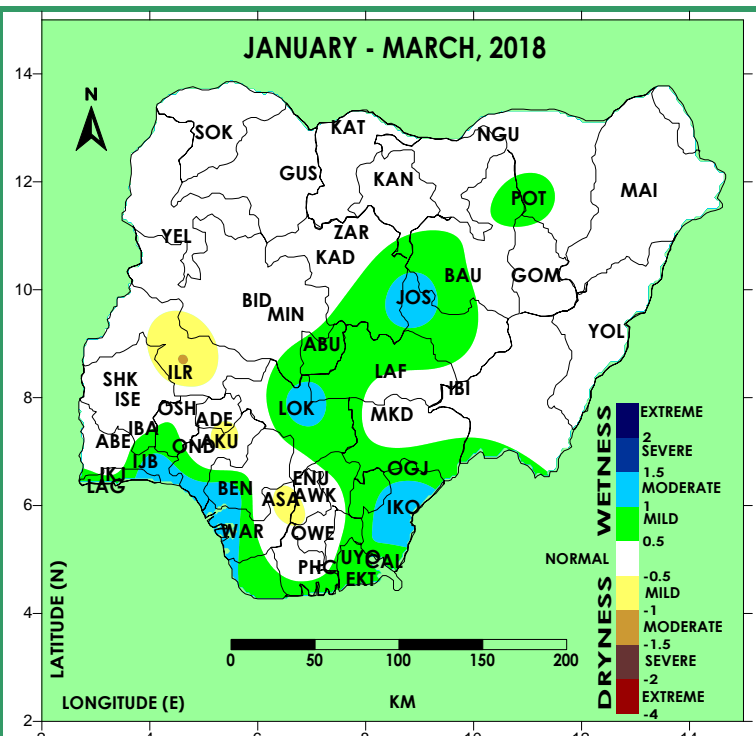 JANUARY - MARCH, 2018
14
N
SOK
KAT
NGU
GUS
KAN
12
POT
MAI
YEL
ZAR
KAD
BAU
GOM
10
BID
MIN
JOS
YOL
ABU
ILR
LAF
SHK
ISE
IBI
8
OSH
LOK
ADE
MKD
IBA
ABE
OND
AKU
IJB
OGJ
IKJ
LAG
BEN
ENU
AWK
ASA
IKO
6
WAR
OWE
UYO
CAL
PHC
EKT
4
LATITUDE (N)
0
50
100
150
200
LONGITUDE (E)
KM
2
WETNESS
EXTREME
2
SEVERE
1.5
MODERATE
1
MILD
0.5
NORMAL
-0.5
DRYNESS
MILD
-1
MODERATE
-1.5
SEVERE
-2
EXTREME
-4